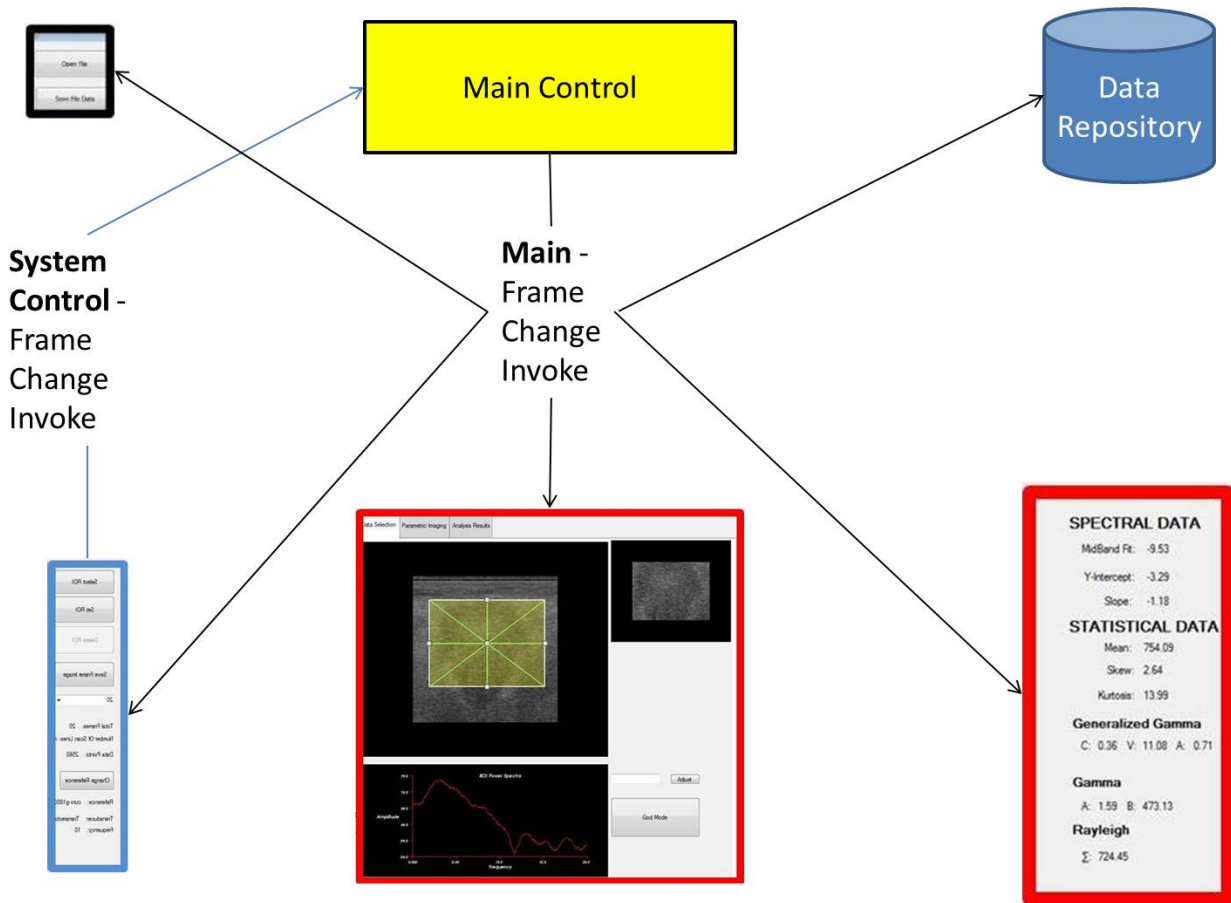 Open File
Save File Data
Main Control
Data
Repository
System
Control -
Frame
Change
Invoke
Main -
Frame
Change
Invoke
Select ROI
Set ROI
Delete ROI
Save Frame Image
20
Total Frames: 20
Number Of Scan Lines:
Data Points: 2560
Change Reference
Reference:
Transducer:
Frequency: 10
Data Selection
Parametric Imaging
Analysis Results
ROI Power Spectra
Amplitude
Frequency
Adjust
God Mode
SPECTRAL DATA
MidBand Fit: -9.53
Y-Intercept: -3.29
Slope: -1.18
STATISTICAL DATA
Mean: 754.09
Skew: 2.64
Kurtosis: 13.99
Generalized Gamma
C: 0.36 V: 11.08 A: 0.71
Gamma
A: 1.59 B: 473.13
Rayleigh
Σ: 724.45